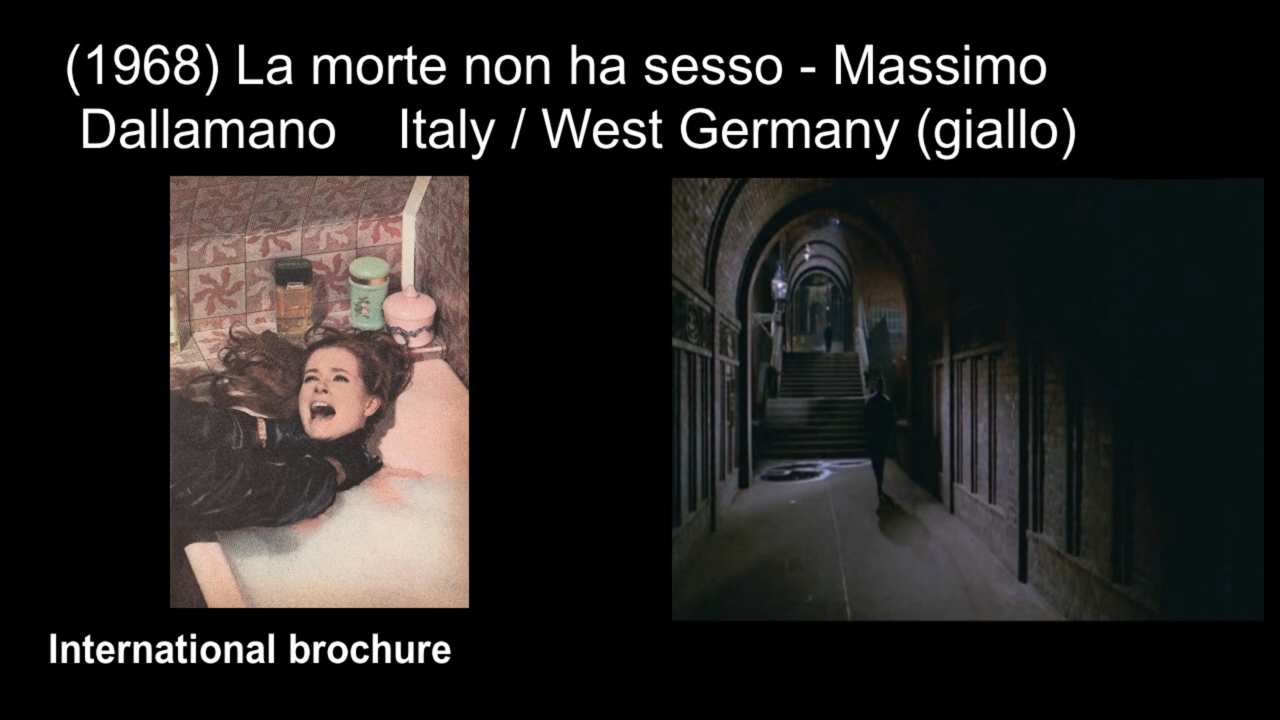 (1968) La morte non ha sesso - Massimo
Dallamano Italy / West Germany (giallo)
International brochure